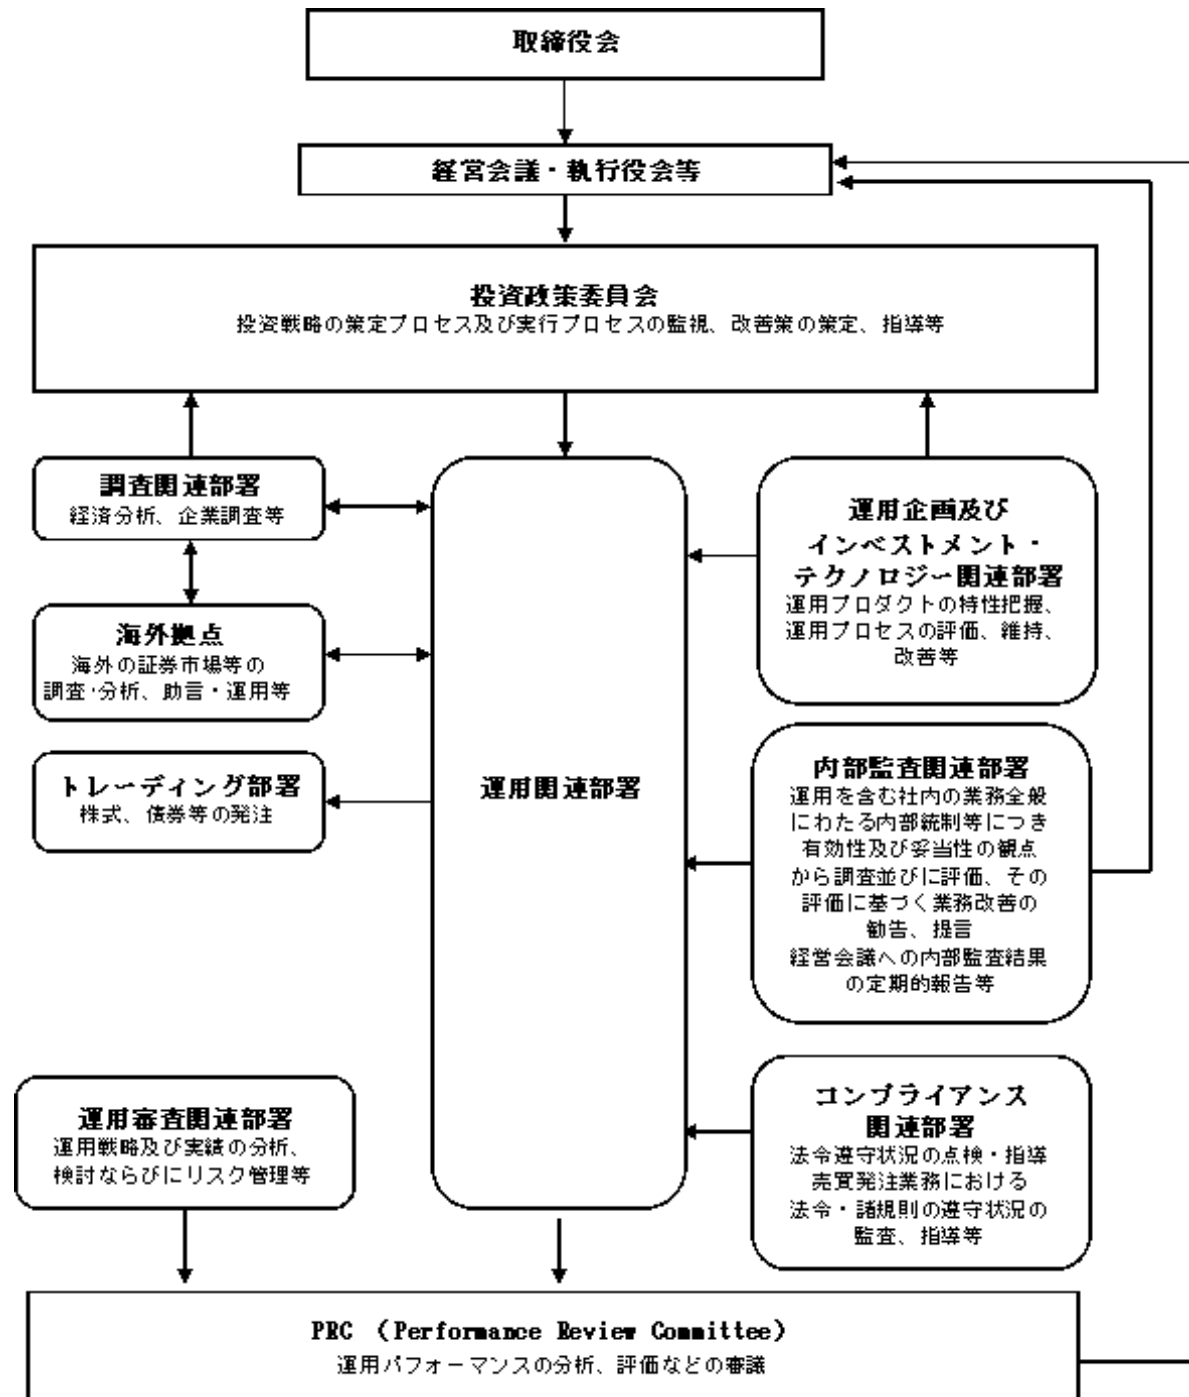 取締役会
経営会議・執行役会等
投資政策委員会
投資戦略の策定プロセス及び実行プロセスの監視、改善策の策定、指導等
調査関連部署
経済分析、企業調査等
海外拠点
海外の証券市場等の
調査・分析、助言・運用等
トレーディング部署
株式、債券等の発注
運用関連部署
運用企画及び
インベストメント・
テクノロジー関連部署
運用プロダクトの特性把握、
運用プロセスの評価、維持、
改善等
内部監査関連部署
運用を含む社内の業務全般
にわたる内部統制等につき
有効性及び妥当性の観点
から調査並びに評価、その
評価に基づく業務改善の
勧告、提言
経営会議への内部監査結果
の定期的報告等
コンプライアンス
関連部署
法令遵守状況の点検・指導
売買発注業務における
法令・諸規則の遵守状況の
監査、指導等
運用審査関連部署
運用戦略及び実績の分析、
検討ならびにリスク管理等
PRC （Performance Review Committee）
運用パフォーマンスの分析、評価などの審議